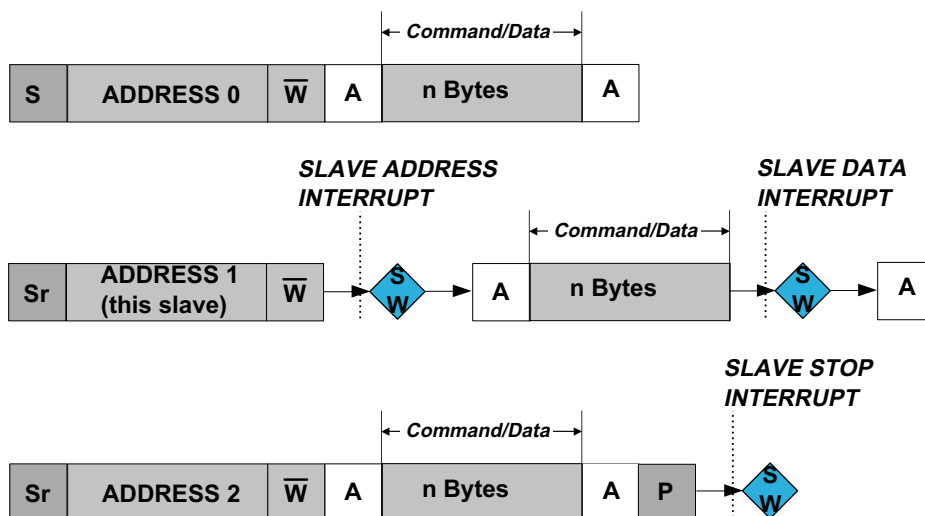 Command/Data
S ADDRESS 0 W̅ A n Bytes A
SLAVE ADDRESS
INTERRUPT
SLAVE DATA
INTERRUPT
Command/Data
Sr ADDRESS 1
(this slave)
W̅
S
W
A n Bytes
S
W
A
SLAVE STOP
INTERRUPT
Command/Data
Sr ADDRESS 2 W̅ A n Bytes A P
S
W